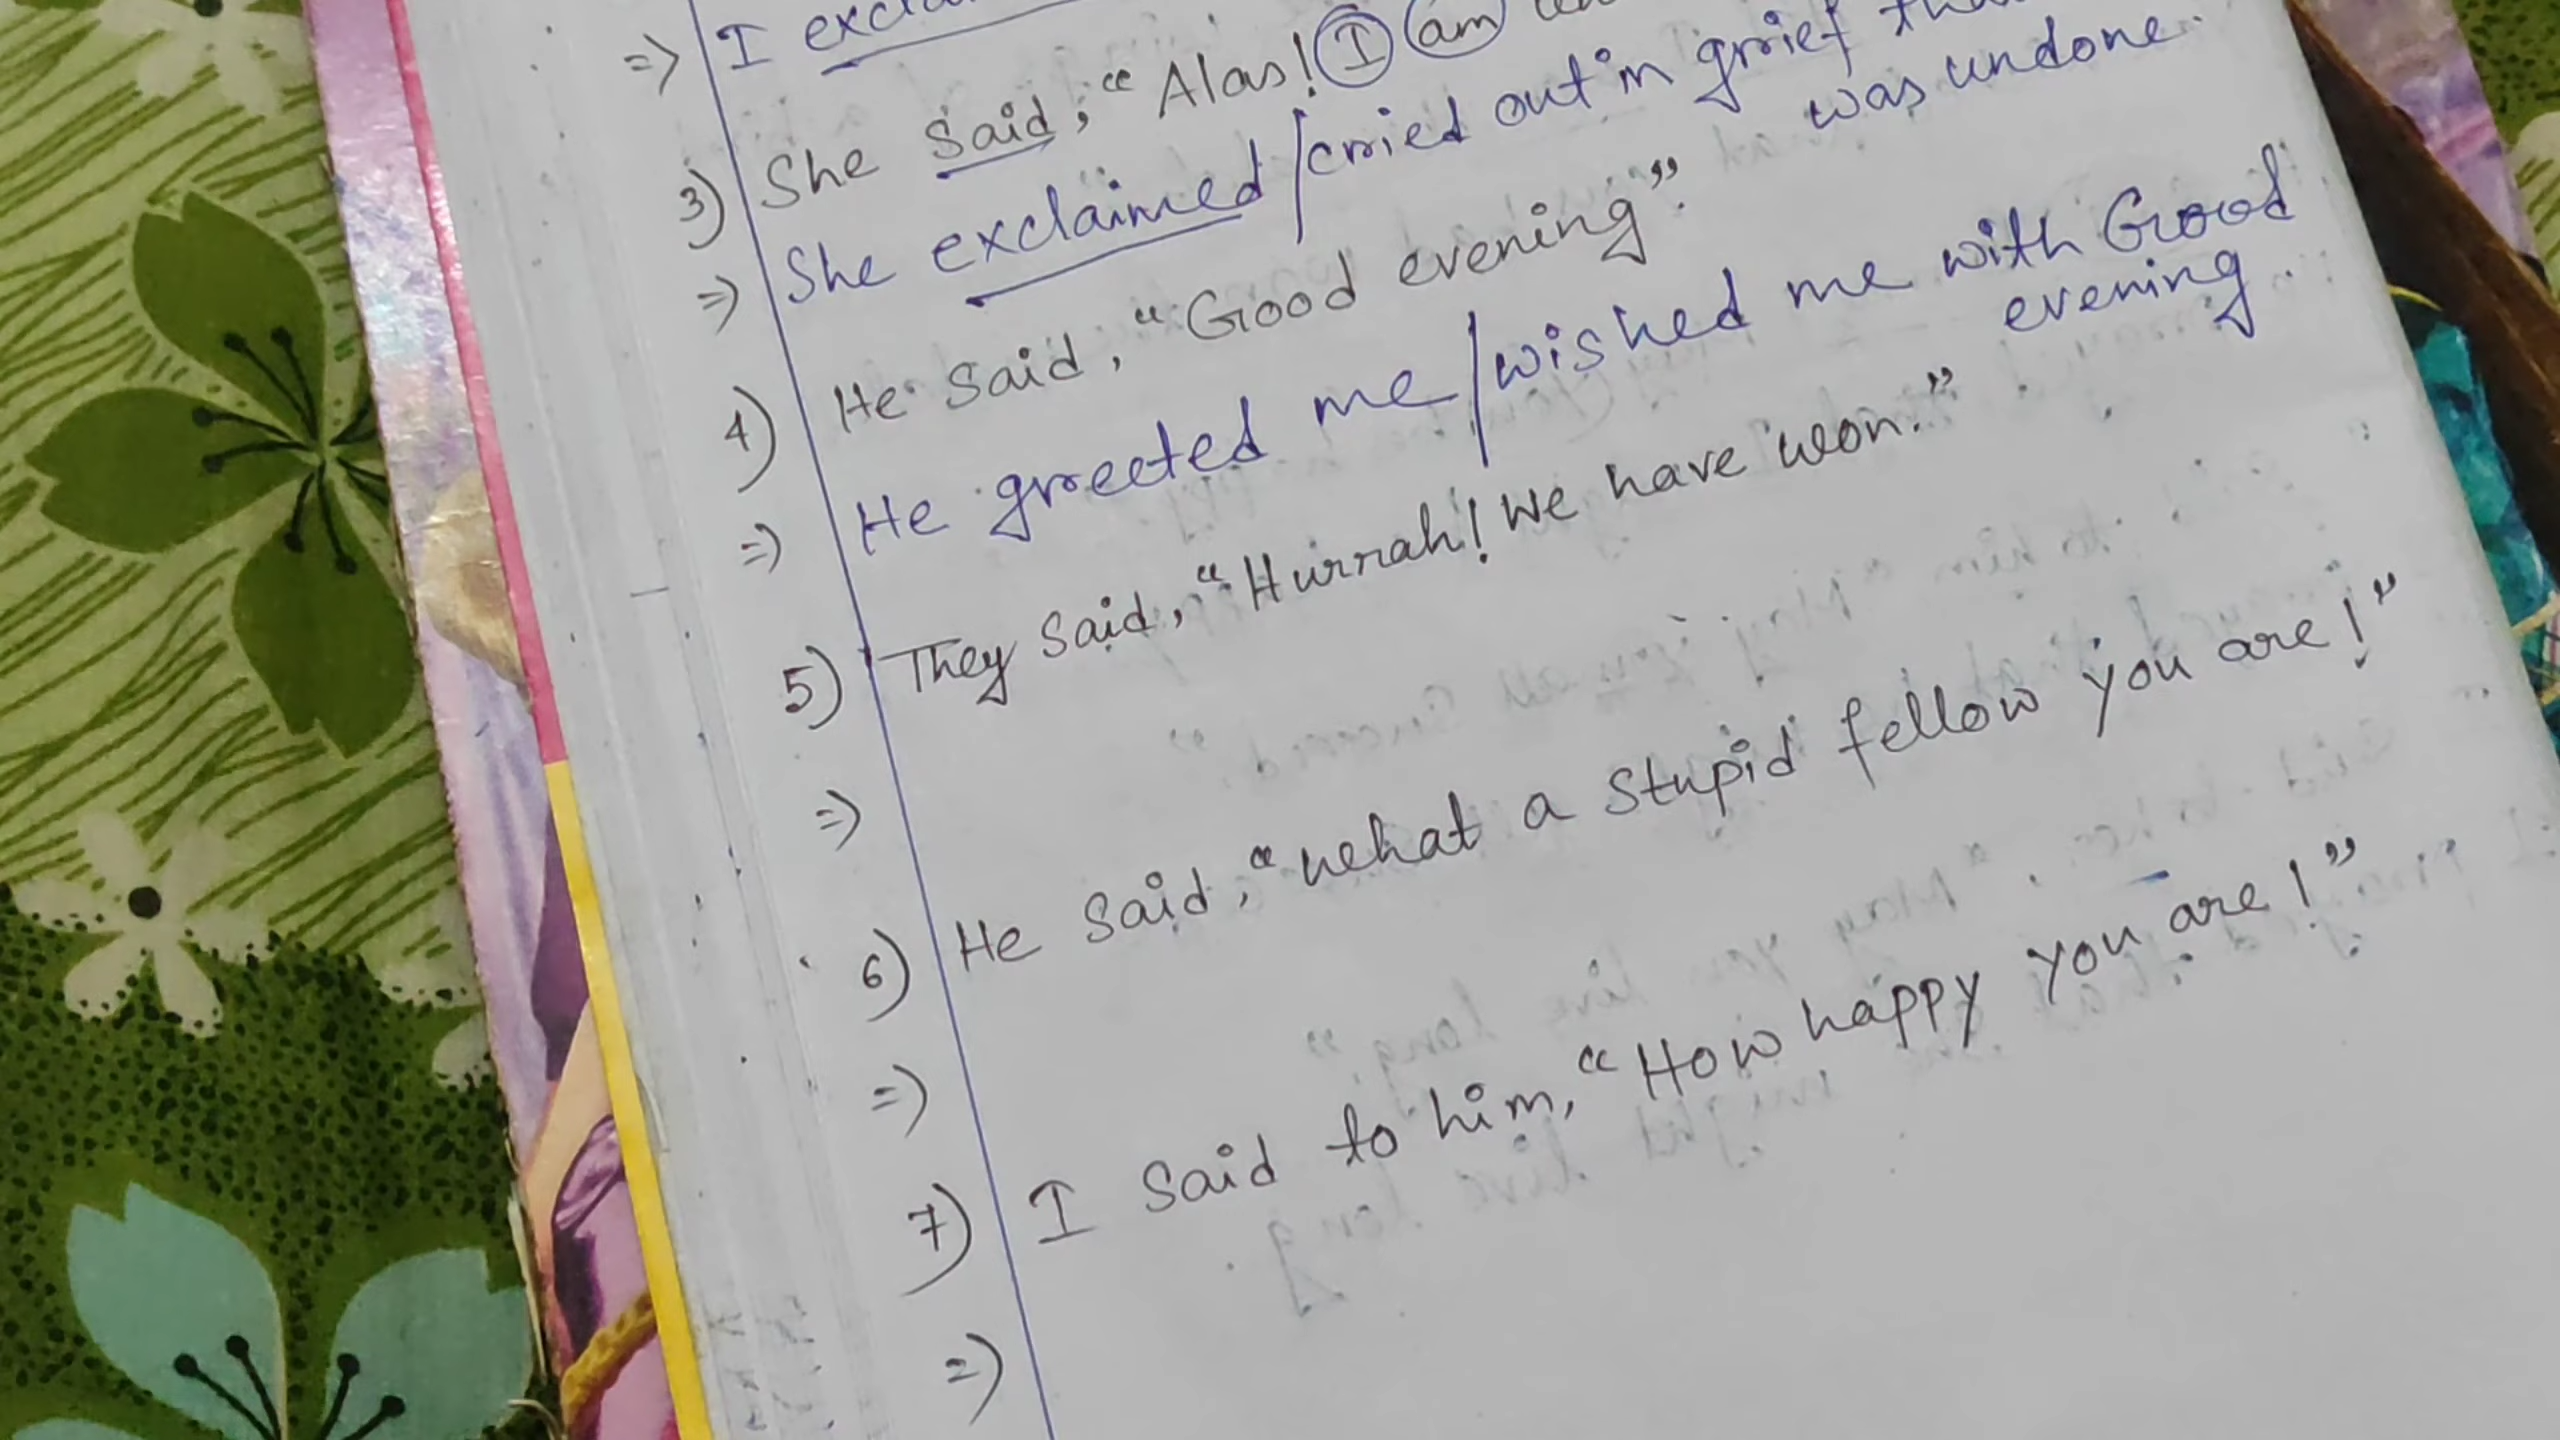 => I
3) She Said, "Alas! I am
=> She exclaimed / cried out in grief
was undone.
4) He Said, "Good evening".
=> He greeted me / wished me with Good
evening.
5) They Said, "Hurrah! We have won."
=>
6) He Said, "What a Stupid fellow you are!"
=>
7) I Said to him, "How happy you are!"
=>